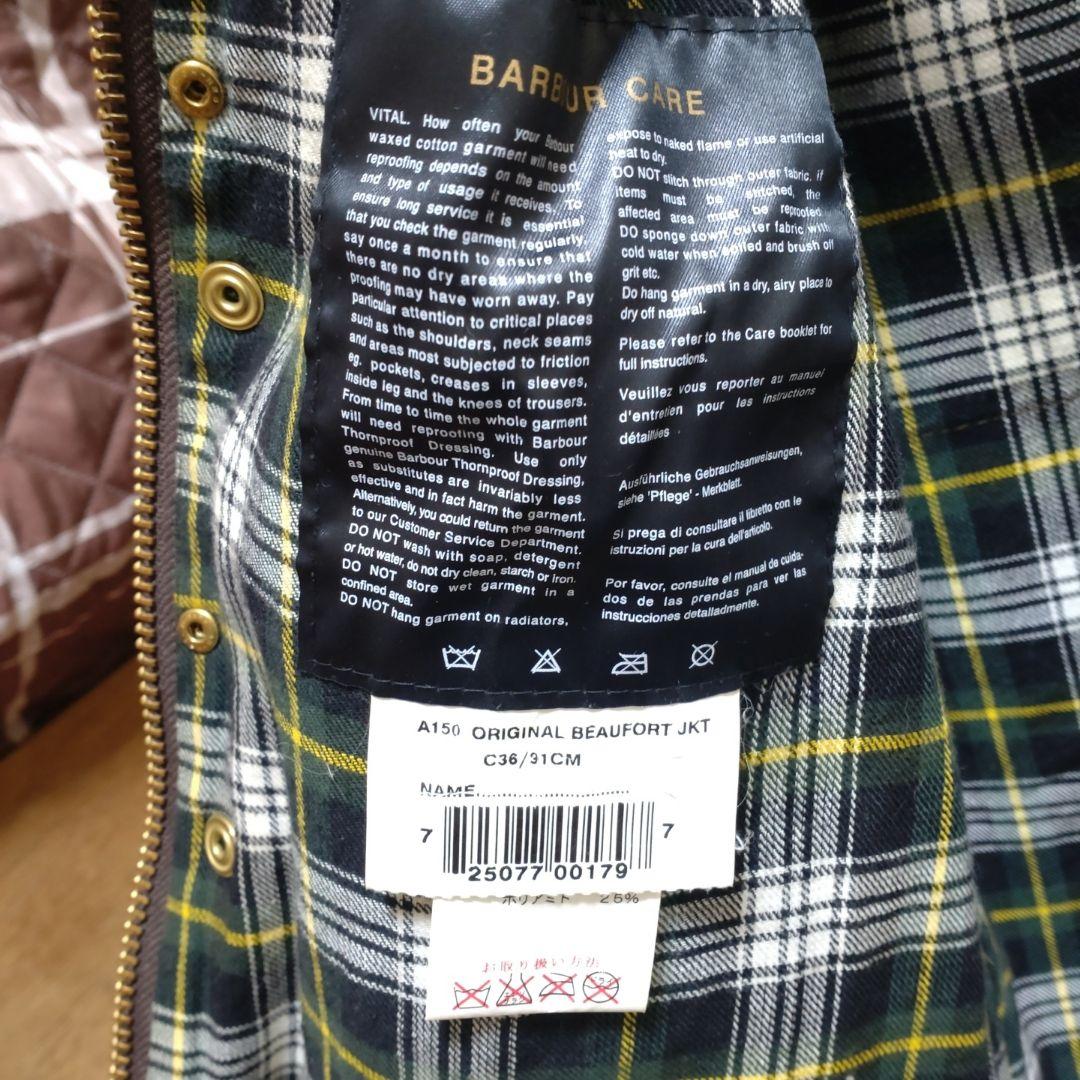 BARBOUR CARE
VITAL. How often your Barbour
waxed cotton garment will need
reproofing depends on the amount
and type of usage it receives. To
ensure long service it is essential
that you check the garment regularly,
say once a month to ensure that
there are no dry areas where the
proofing may have worn away. Pay
particular attention to critical places
such as the shoulders, neck seams
and areas most subjected to friction
eg. pockets, creases in sleeves,
inside leg and the knees of trousers.
From time to time the whole garment
will need reproofing with Barbour
Thornproof Dressing. Use only
genuine Barbour Thornproof Dressing,
as substitutes are invariably less
effective and in fact harm the garment.
Alternatively, you could return the garment
to our Customer Service Department.
DO NOT wash with soap, detergent
or hot water, do not dry clean, starch or Iron.
DO NOT store wet garment in a
confined area.
DO NOT hang garment on radiators,
expose to naked flame or use artificial
heat to dry.
DO NOT stitch through outer fabric. if
items must be stitched, the
affected area must be reproofed.
DO sponge down outer fabric with
cold water when soiled and brush off
grit etc.
Do hang garment in a dry, airy place to
dry off natural.
Please refer to the Care booklet for
full instructions.
Veuillez vous reporter au manuel
d'entretien pour les instructions
détaillées
Ausführliche Gebrauchsanweisungen,
siehe 'Pflege' - Merkblatt.
Si prega di consultare il libretto con le
istruzioni per la cura dell'articolo.
Por favor, consulte el manual de cuida-
dos de las prendas para ver las
instrucciones detalladmente.
A150 ORIGINAL BEAUFORT JKT
C36/91CM
NAME..............................
7 25077 00179 7
ポリアミド 25%
お取り扱い方法